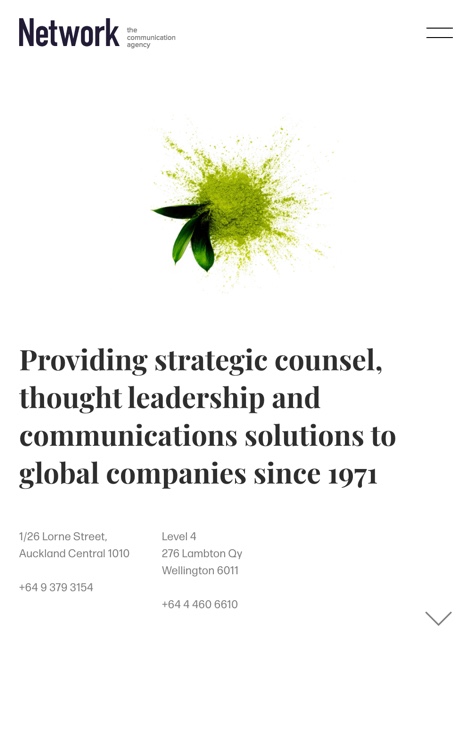 Network
the
communication
agency
Providing strategic counsel,
thought leadership and
communications solutions to
global companies since 1971
1/26 Lorne Street,
Auckland Central 1010
+64 9 379 3154
Level 4
276 Lambton Qy
Wellington 6011
+64 4 460 6610